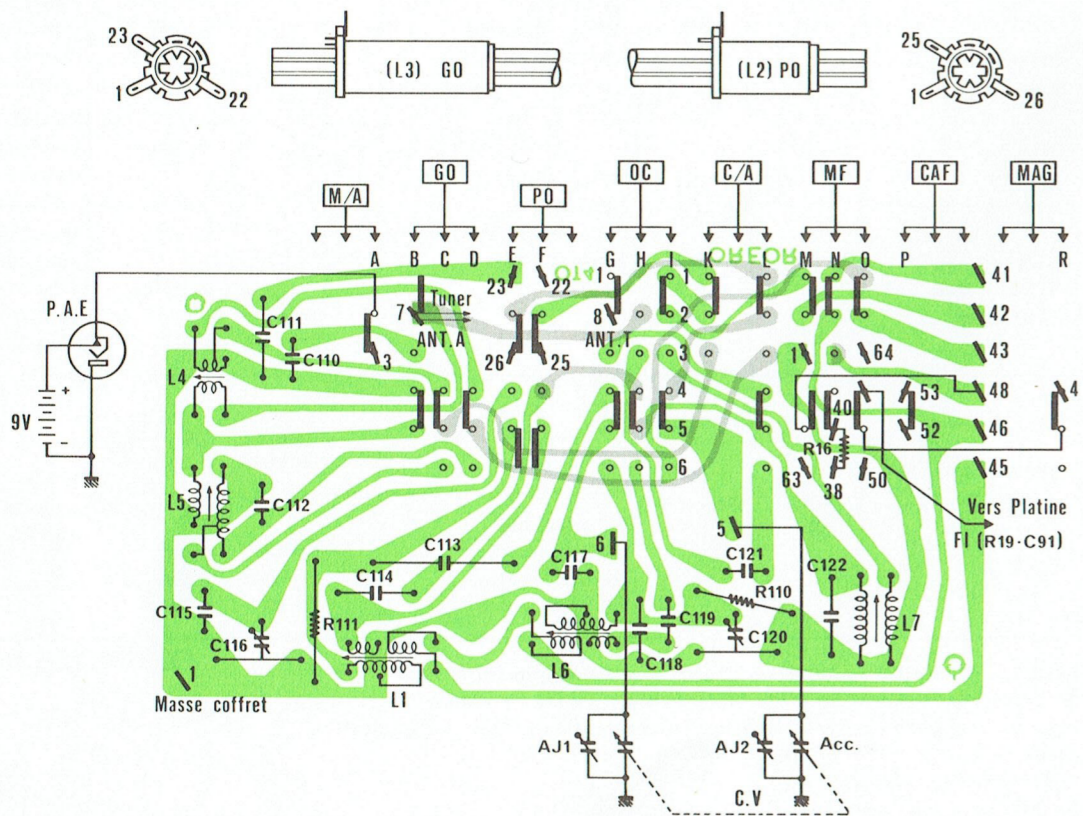 23
1
22
(L3) GO
(L2) PO
25
1
26
M/A
GO
PO
OC
C/A
MF
CAF
MAG
A
B
C
D
E
F
G
H
I
K
L
M
N
O
P
R
OT4
OREOR
23
22
1
1
41
P.A.E
C111
7
Tuner
8
2
42
ANT.A
ANT.T
C110
3
26
25
3
1
64
43
L4
9V
+
-
4
53
48
4
40
5
52
46
R16
6
63
38
50
45
L5
C112
Vers Platine
FI (R19·C91)
5
6
C113
C117
C121
C114
C122
R110
C115
C116
R111
C119
C120
L7
L6
C118
1
L1
Masse coffret
AJ1
AJ2
Acc.
C.V